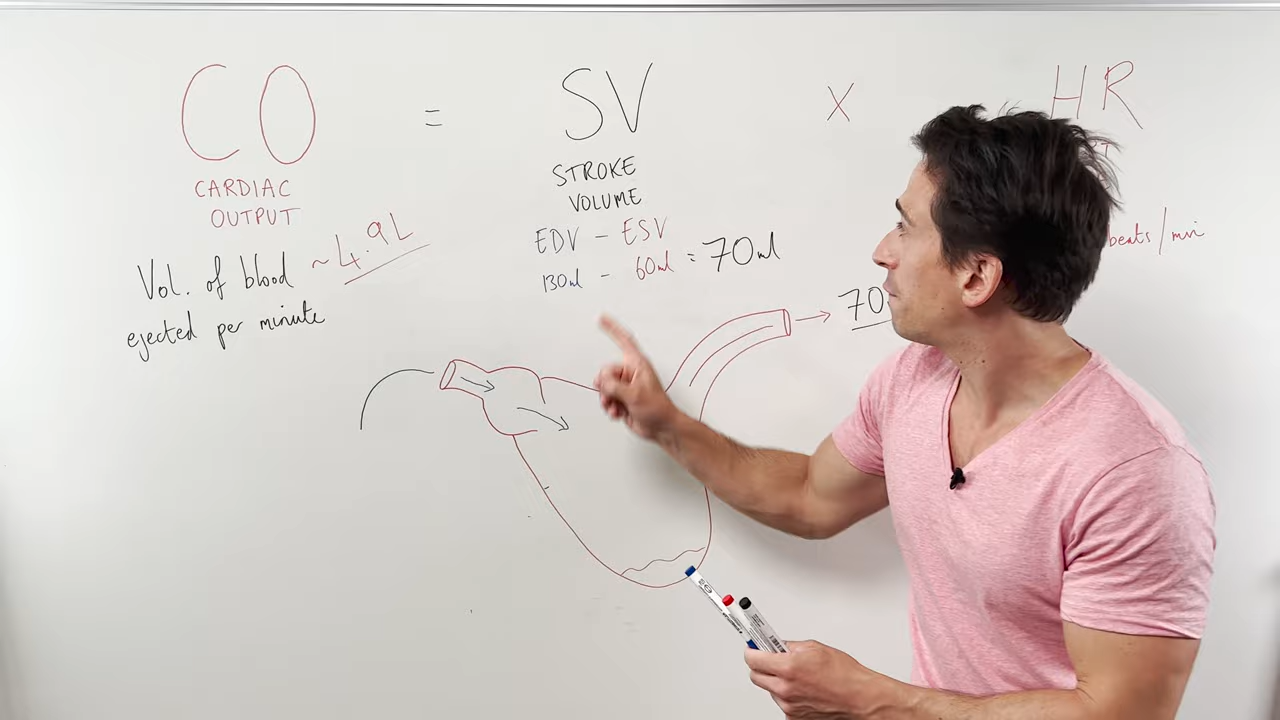 CO = SV X HR
CARDIAC
OUTPUT
STROKE
VOLUME
Vol. of blood ~ 4.9L
ejected per minute
EDV - ESV
130ml - 60ml = 70ml
beats/min
70